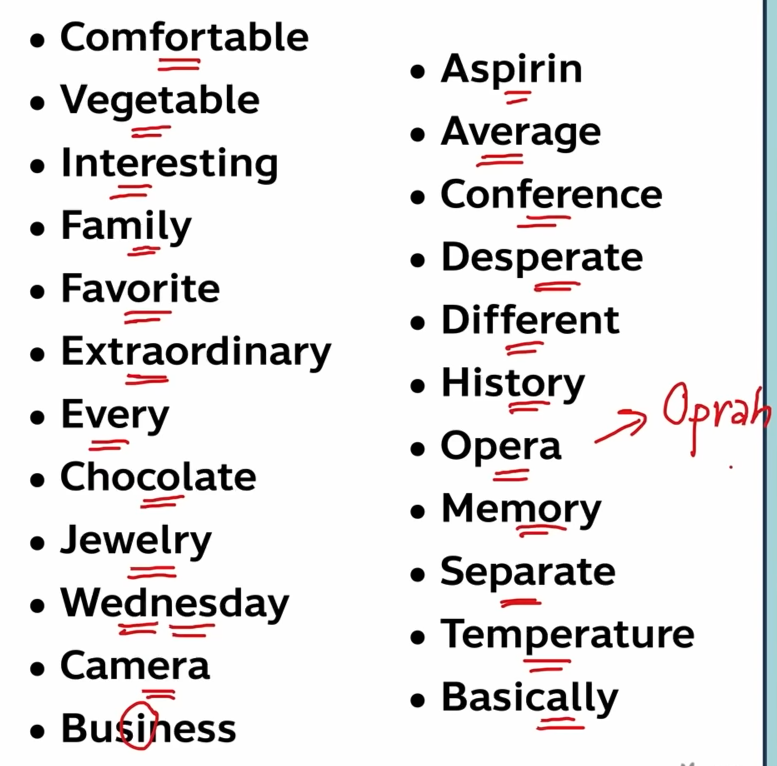 • Comfortable
• Vegetable
• Interesting
• Family
• Favorite
• Extraordinary
• Every
• Chocolate
• Jewelry
• Wednesday
• Camera
• Business
• Aspirin
• Average
• Conference
• Desperate
• Different
• History
• Opera → Oprah
• Memory
• Separate
• Temperature
• Basically